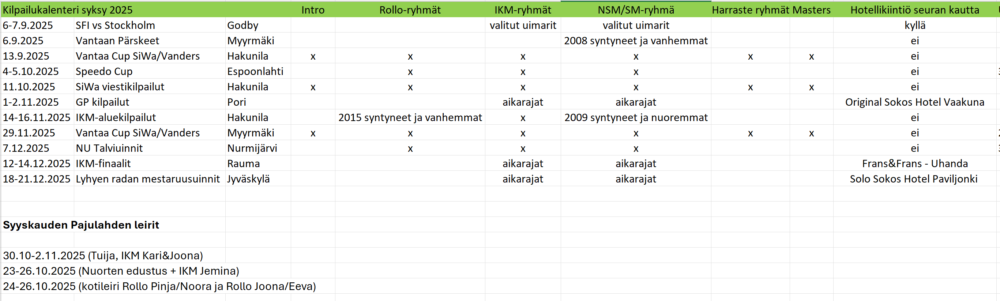 Kilpailukalenteri syksy 2025 Intro Rollo-ryhmät IKM-ryhmät NSM/SM-ryhmä Harraste ryhmät Masters Hotellikiintiö seuran kautta
6-7.9.2025 SFI vs Stockholm Godby valitut uimarit valitut uimarit kyllä
6.9.2025 Vantaan Pärskeet Myyrmäki 2008 syntyneet ja vanhemmat ei
13.9.2025 Vantaa Cup SiWa/Vanders Hakunila x x x x x x ei
4-5.10.2025 Speedo Cup Espoonlahti x x x ei
11.10.2025 SiWa viestikilpailut Hakunila x x x x x x ei
1-2.11.2025 GP kilpailut Pori aikarajat aikarajat Original Sokos Hotel Vaakuna
14-16.11.2025 IKM-aluekilpailut Hakunila 2015 syntyneet ja vanhemmat x 2009 syntyneet ja nuoremmat ei
29.11.2025 Vantaa Cup SiWa/Vanders Myyrmäki x x x x x x ei
7.12.2025 NU Talviuinnit Nurmijärvi x x x ei
12-14.12.2025 IKM-finaalit Rauma aikarajat aikarajat Frans&Frans - Uhanda
18-21.12.2025 Lyhyen radan mestaruusuinnit Jyväskylä aikarajat aikarajat Solo Sokos Hotel Paviljonki
Syyskauden Pajulahden leirit
30.10-2.11.2025 (Tuija, IKM Kari&Joona)
23-26.10.2025 (Nuorten edustus + IKM Jemina)
24-26.10.2025 (kotileiri Rollo Pinja/Noora ja Rollo Joona/Eeva)